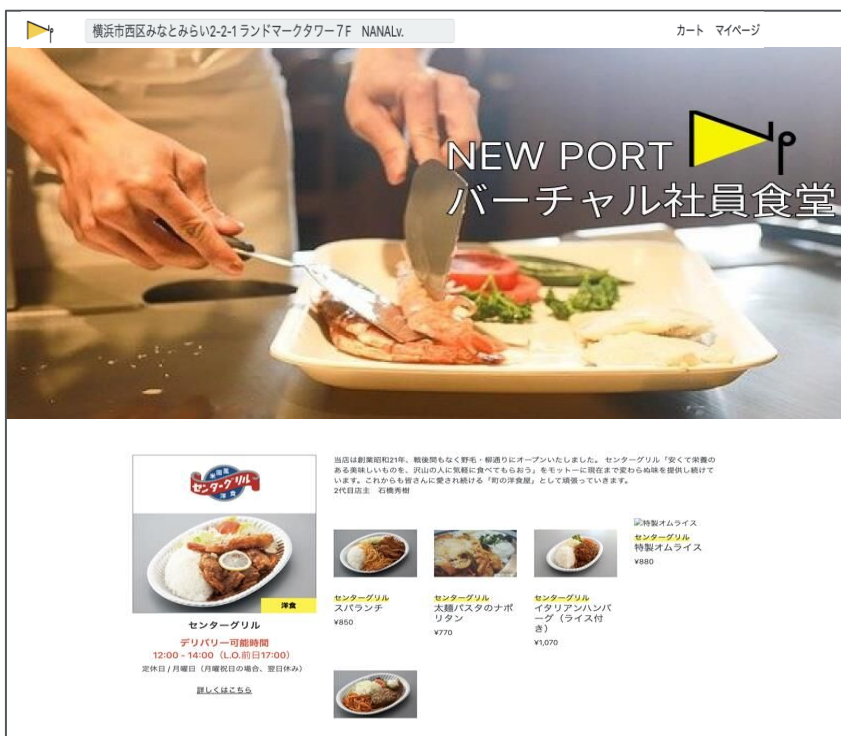 横浜市西区みなとみらい2-2-1 ランドマークタワー７F　NANALv.
カート　マイページ
NEW PORT
バーチャル社員食堂
当店は創業昭和21年、戦後間もなく野毛・柳通りにオープンいたしました。 センターグリル「安くて栄養の
ある美味しいものを、沢山の人に気軽に食べてもらおう」をモットーに現在まで変わらぬ味を提供し続けて
います。これからも皆さんに愛され続ける「町の洋食屋」として頑張っていきます。
2代目店主　石橋秀樹
センターグリル
洋食
洋食
センターグリル
デリバリー可能時間
12:00 - 14:00（L.O.前日17:00）
定休日 / 月曜日（月曜祝日の場合、翌日休み）
詳しくはこちら
センターグリル
スパランチ
¥850
センターグリル
太麺パスタのナポ
リタン
¥770
センターグリル
イタリアンハンバ
ーグ（ライス付
き）
¥1,070
特製オムライス
センターグリル
特製オムライス
¥880